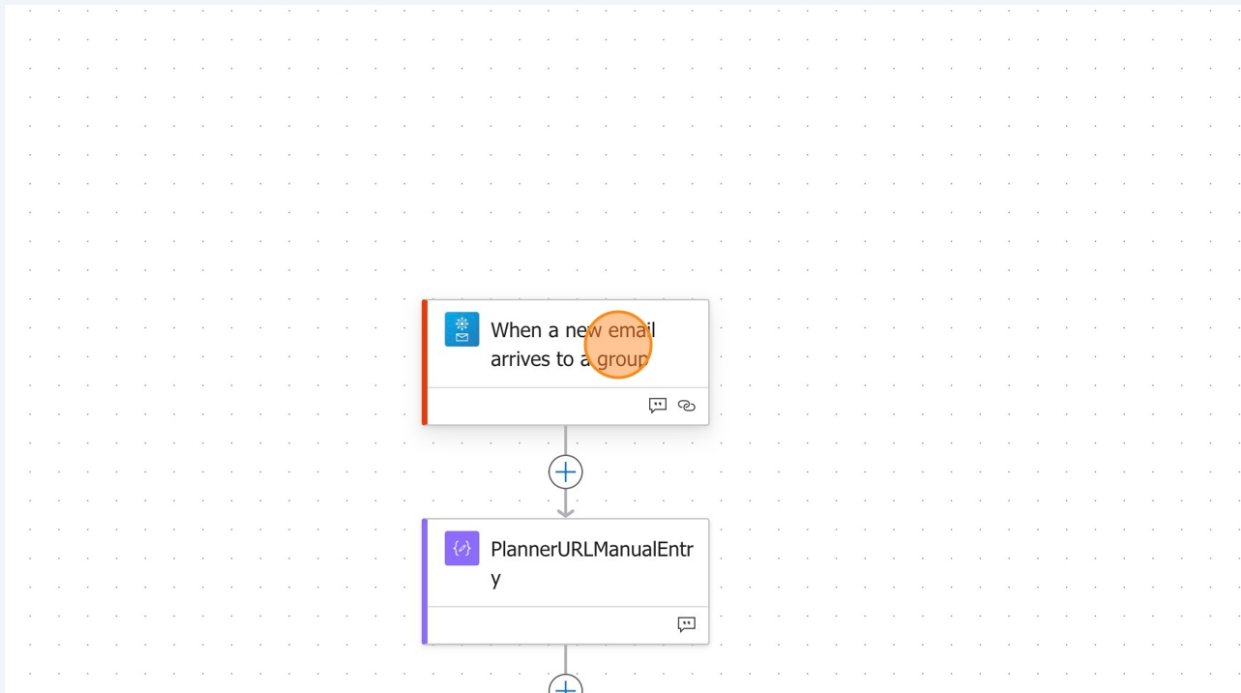 When a new email
arrives to a group
PlannerURLManualEntr
y